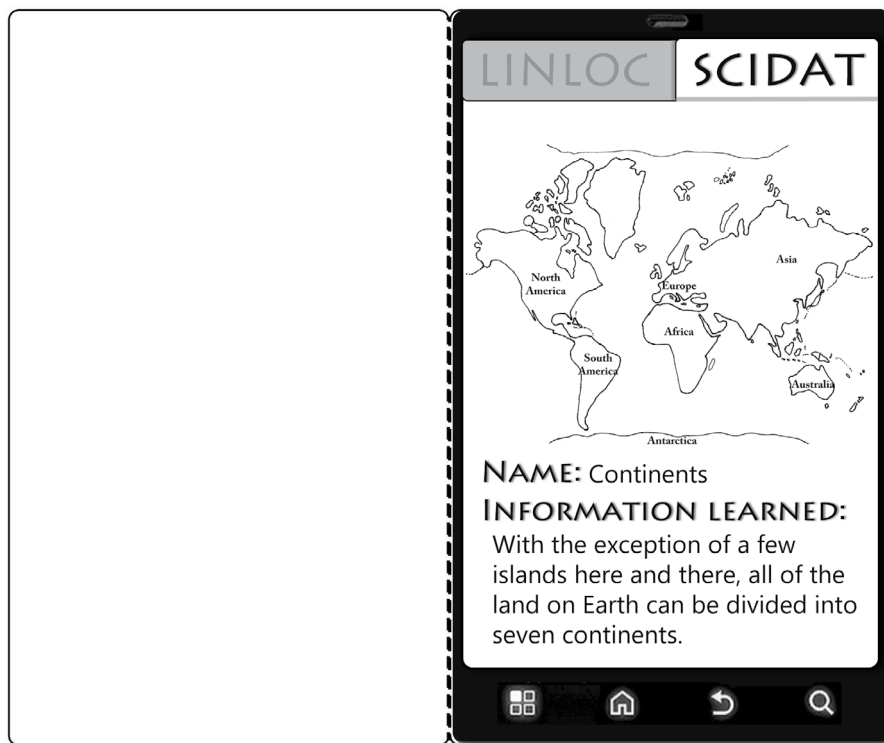 LINLOC SCIDAT
Asia
North
America
Europe
Africa
South
America
Australia
Antarctica
NAME: Continents
INFORMATION LEARNED:
With the exception of a few
islands here and there, all of the
land on Earth can be divided into
seven continents.